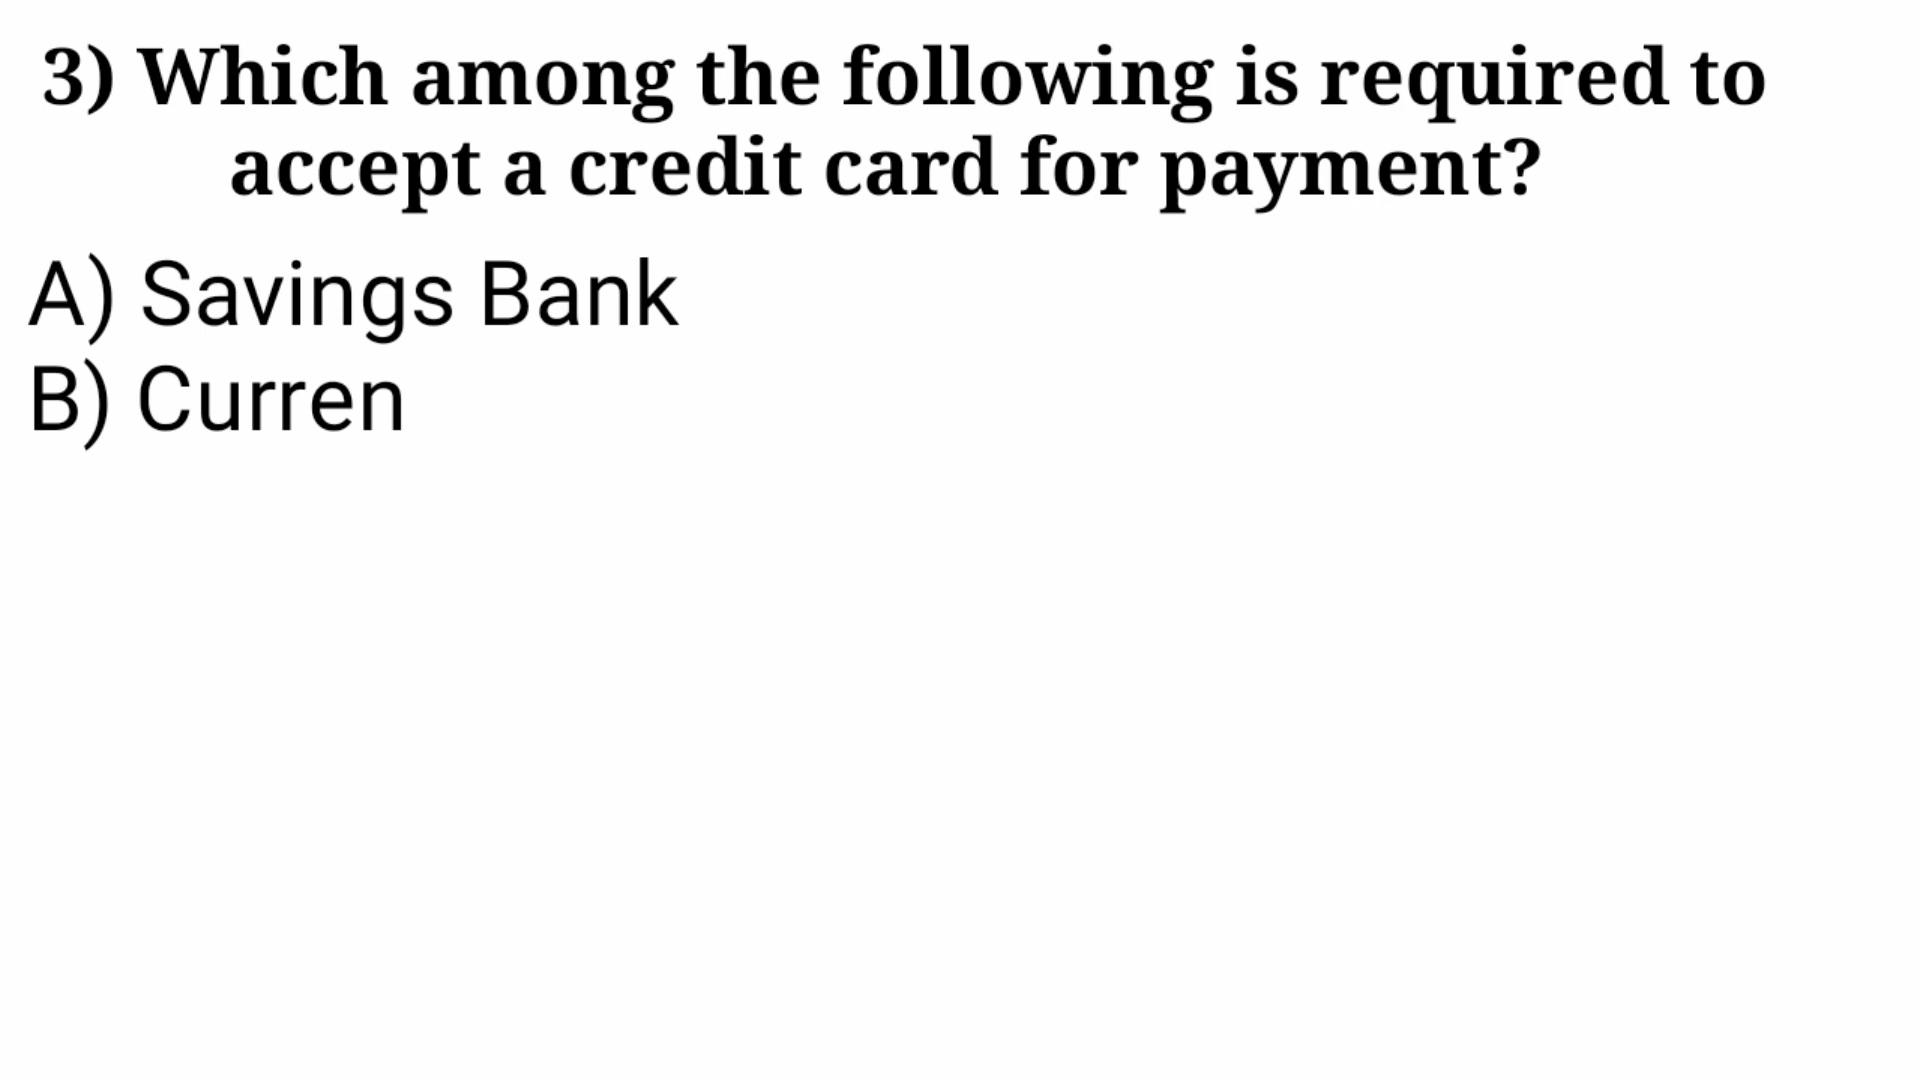 3) Which among the following is required to
accept a credit card for payment?
A) Savings Bank
B) Curren